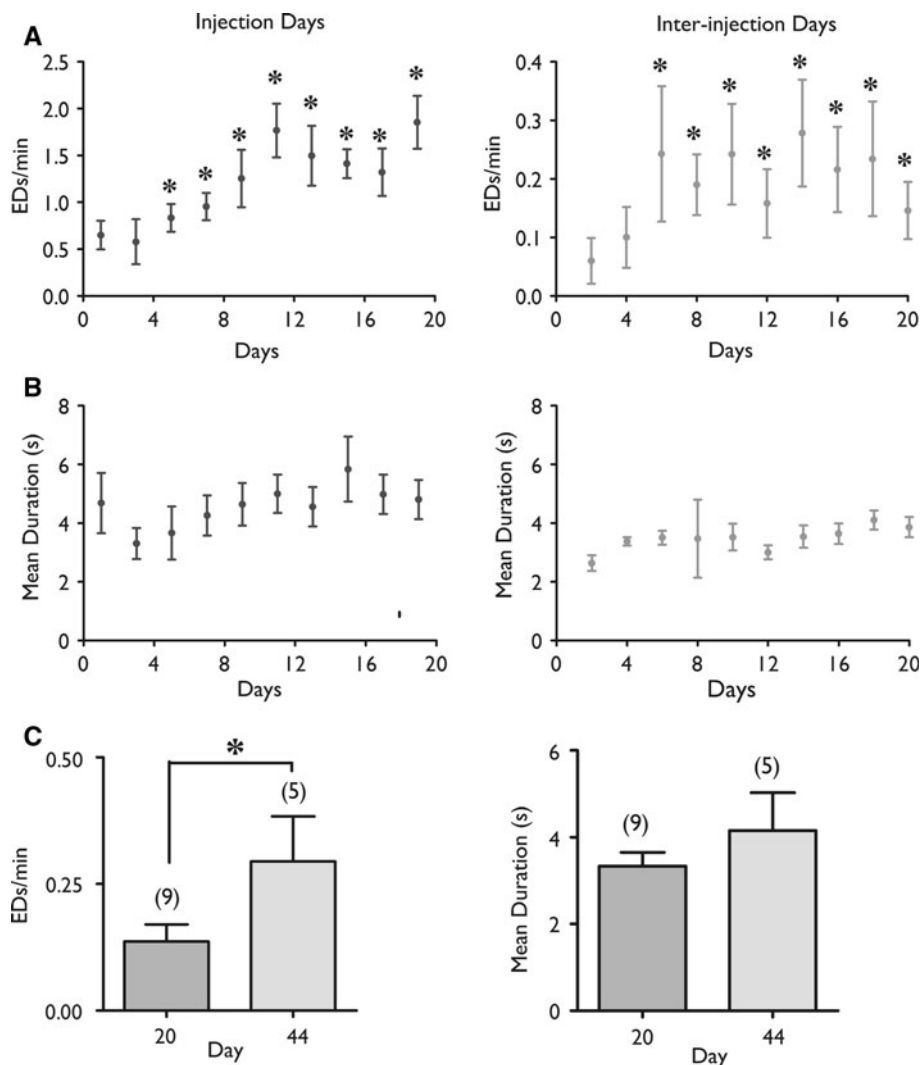 A
Injection Days
Inter-injection Days
EDs/min
2.5
2.0
1.5
1.0
0.5
0.0
* * * * * * * *
0 4 8 12 16 20
Days
EDs/min
0.4
0.3
0.2
0.1
0.0
* * * * * * * *
0 4 8 12 16 20
Days
B
Mean Duration (s)
8
6
4
2
0
0 4 8 12 16 20
Days
Mean Duration (s)
8
6
4
2
0
0 4 8 12 16 20
Days
C
EDs/min
0.50
0.25
0.00
*
(9)
(5)
20 44
Day
Mean Duration (s)
6
4
2
0
(9)
(5)
20 44
Day